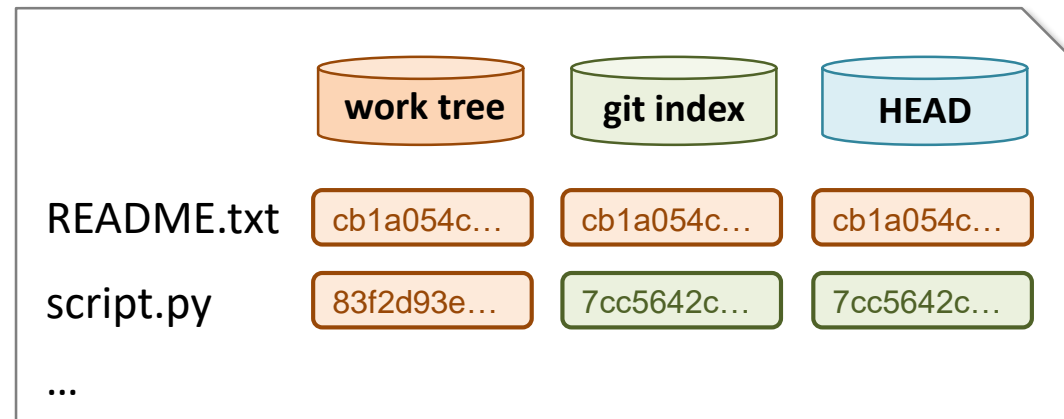 work tree git index HEAD
README.txt cb1a054c… cb1a054c… cb1a054c…
script.py 83f2d93e… 7cc5642c… 7cc5642c…
…